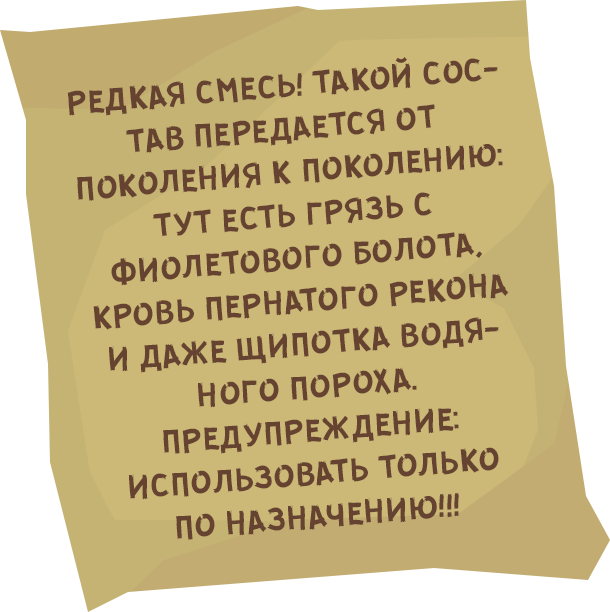 РЕДКАЯ СМЕСЬ! ТАКОЙ СОС-
ТАВ ПЕРЕДАЕТСЯ ОТ
ПОКОЛЕНИЯ К ПОКОЛЕНИЮ:
ТУТ ЕСТЬ ГРЯЗЬ С
ФИОЛЕТОВОГО БОЛОТА,
КРОВЬ ПЕРНАТОГО РЕКОНА
И ДАЖЕ ЩИПОТКА ВОДЯ-
НОГО ПОРОХА.
ПРЕДУПРЕЖДЕНИЕ:
ИСПОЛЬЗОВАТЬ ТОЛЬКО
ПО НАЗНАЧЕНИЮ!!!